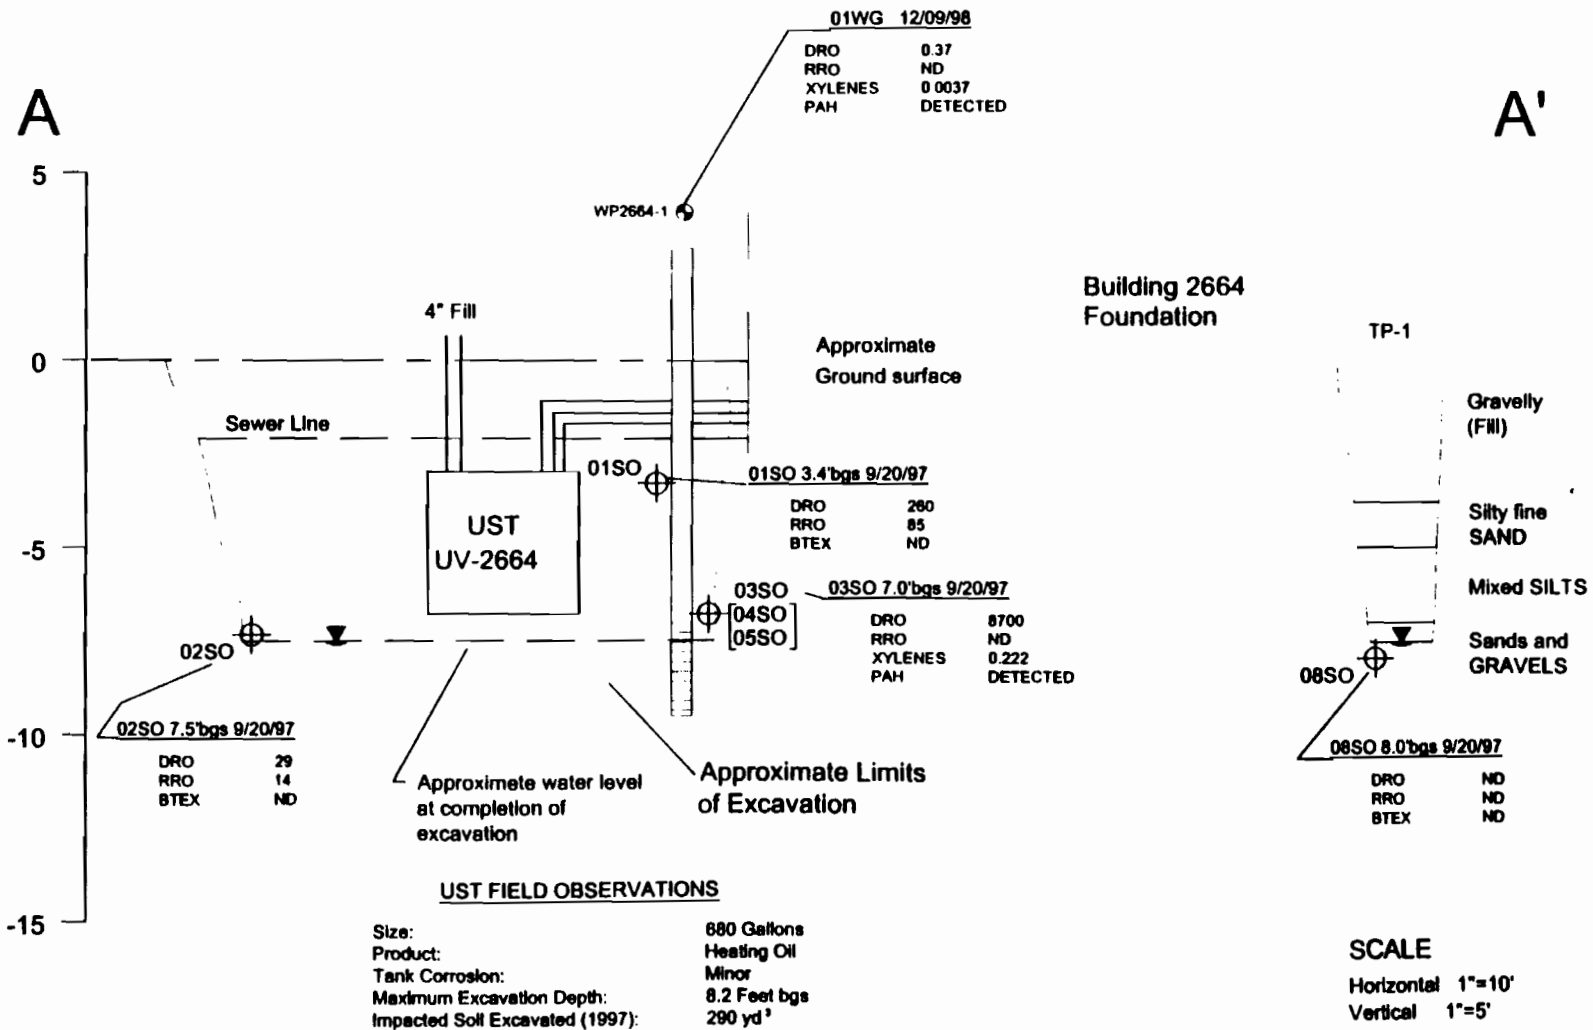 01WG 12/09/98
DRO 0.37
RRO ND
XYLENES 0 0037
PAH DETECTED
A
A'
5
WP2664-1
4" Fill
Building 2664
Foundation
TP-1
0
Approximate
Ground surface
Gravelly
(Fill)
Sewer Line
01SO
01SO 3.4'bgs 9/20/97
DRO 260
RRO 85
BTEX ND
Silty fine
SAND
UST
UV-2664
-5
Mixed SILTS
03SO
[04SO]
[05SO]
03SO 7.0'bgs 9/20/97
DRO 8700
RRO ND
XYLENES 0.222
PAH DETECTED
Sands and
GRAVELS
02SO
08SO
02SO 7.5'bgs 9/20/97
DRO 29
RRO 14
BTEX ND
-10
08SO 8.0'bgs 9/20/97
DRO ND
RRO ND
BTEX ND
Approximate water level
at completion of
excavation
Approximate Limits
of Excavation
-15
UST FIELD OBSERVATIONS
Size: 680 Gallons
Product: Heating Oil
Tank Corrosion: Minor
Maximum Excavation Depth: 8.2 Feet bgs
Impacted Soil Excavated (1997): 290 yd³
SCALE
Horizontal 1"=10'
Vertical 1"=5'